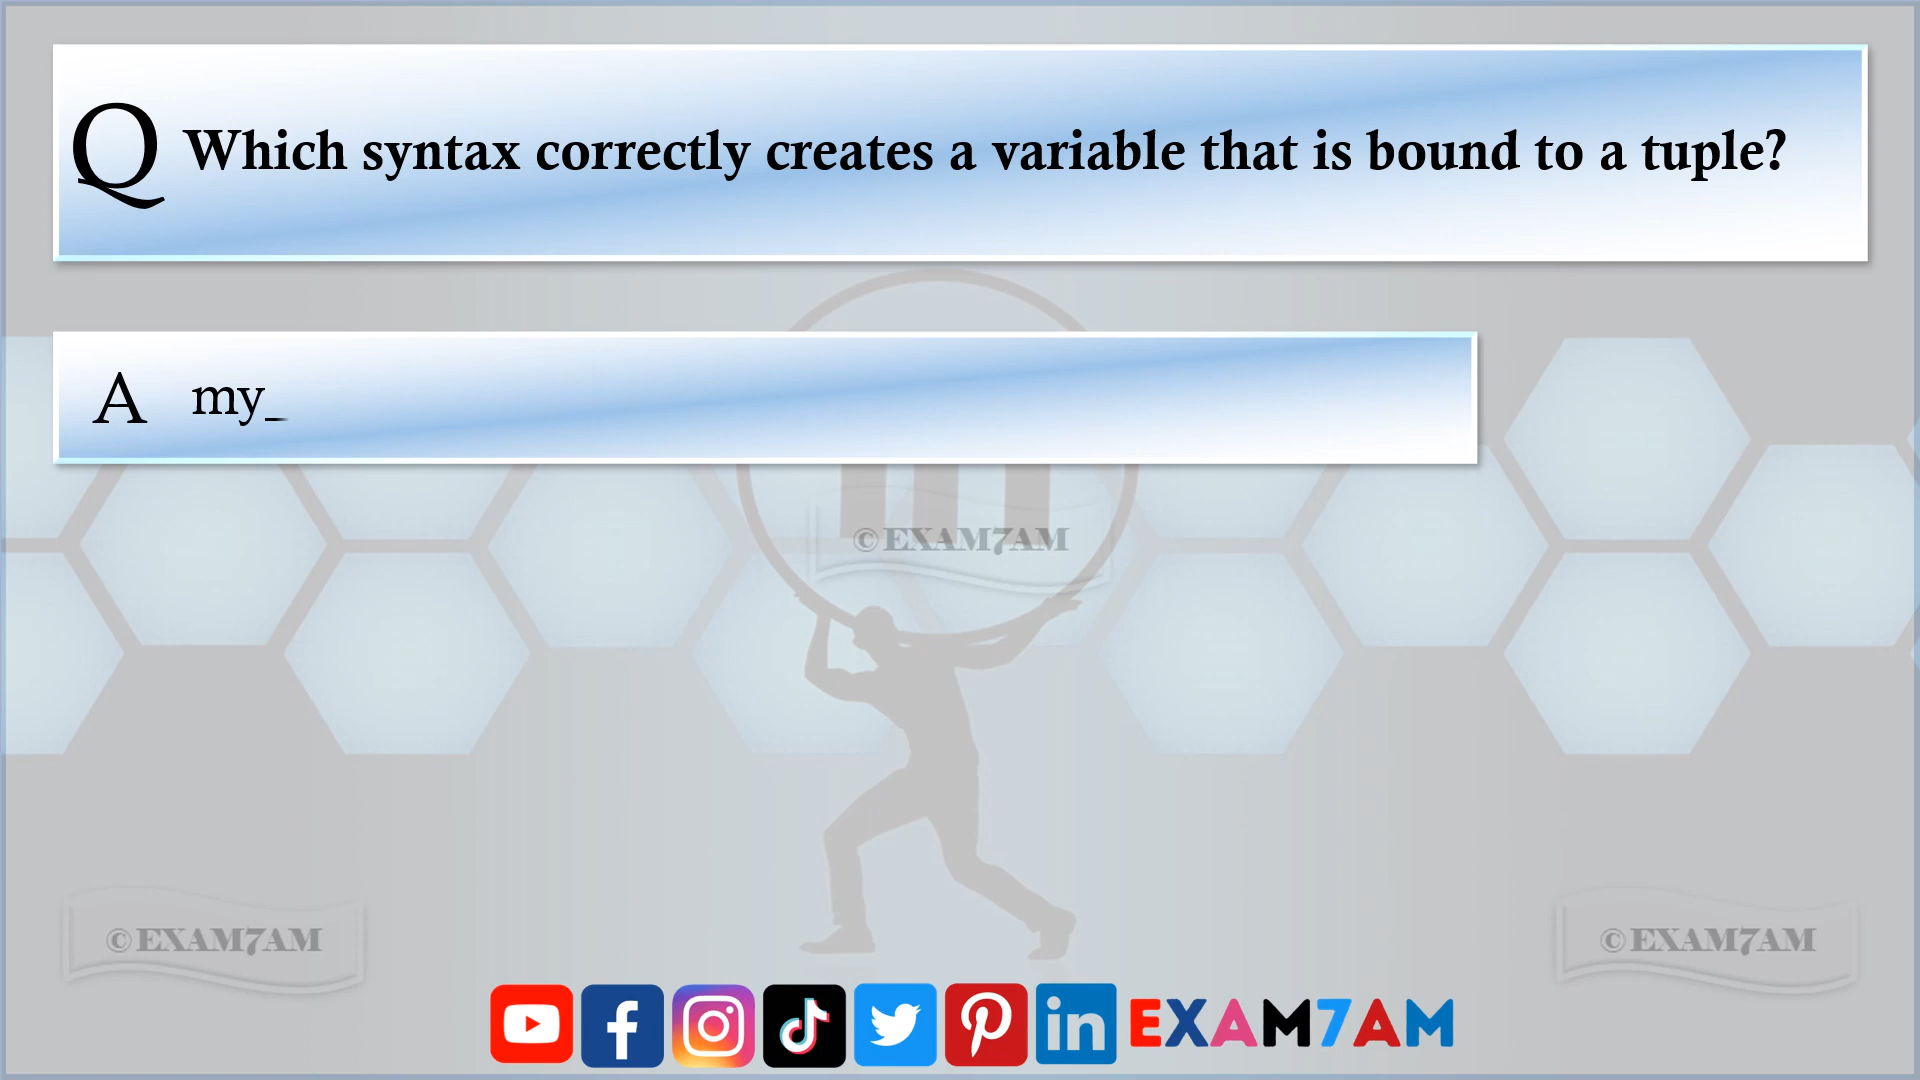 Q Which syntax correctly creates a variable that is bound to a tuple?
A my_
©EXAM7AM
©EXAM7AM
©EXAM7AM
EXAM7AM